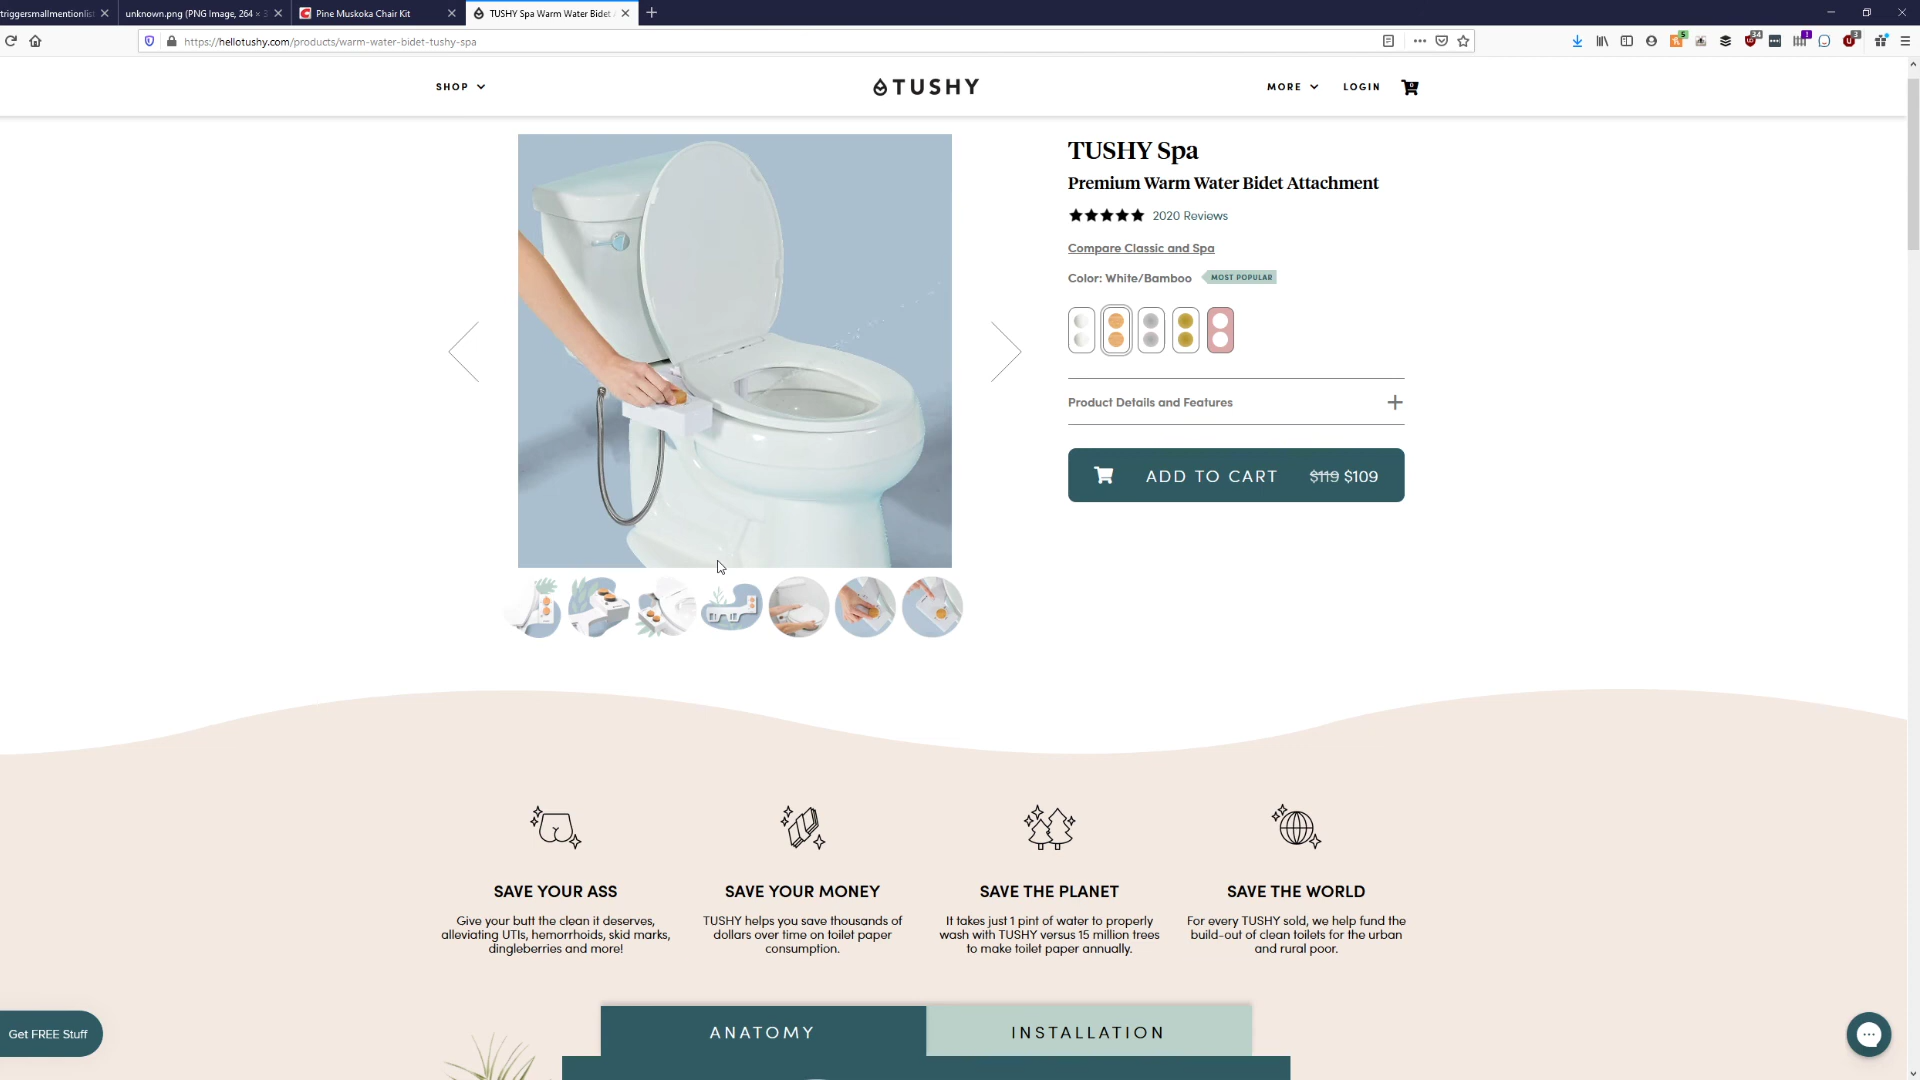 triggersmallmentionlist
unknown.png (PNG Image, 264 ×
Pine Muskoka Chair Kit
TUSHY Spa Warm Water Bidet
https://hellotushy.com/products/warm-water-bidet-tushy-spa
5
34
1
3
SHOP
TUSHY
MORE
LOGIN
0
TUSHY Spa
Premium Warm Water Bidet Attachment
2020 Reviews
Compare Classic and Spa
Color: White/Bamboo
MOST POPULAR
Product Details and Features
ADD TO CART $119 $109
SAVE YOUR ASS
Give your butt the clean it deserves,
alleviating UTIs, hemorrhoids, skid marks,
dingleberries and more!
SAVE YOUR MONEY
TUSHY helps you save thousands of
dollars over time on toilet paper
consumption.
SAVE THE PLANET
It takes just 1 pint of water to properly
wash with TUSHY versus 15 million trees
to make toilet paper annually.
SAVE THE WORLD
For every TUSHY sold, we help fund the
build-out of clean toilets for the urban
and rural poor.
Get FREE Stuff
ANATOMY
INSTALLATION